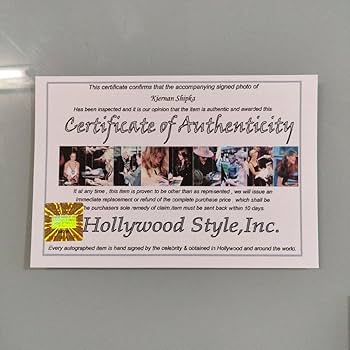 This certificate confirms that the accompanying signed photo of
Kiernan Shipka
Has been inspected and it is our opinion that the item is authentic and awarded this
Certificate of Authenticity
If at any time , this item is proven to be other than as represented , we will issue an
Immediate replacement or refund of the complete purchase price , which shall be
the purchasers sole remedy of claim.Item must be sent back within 10 days.
Hollywood Style,Inc.
Every autographed item is hand signed by the celebrity & obtained in Hollywood and around the world.